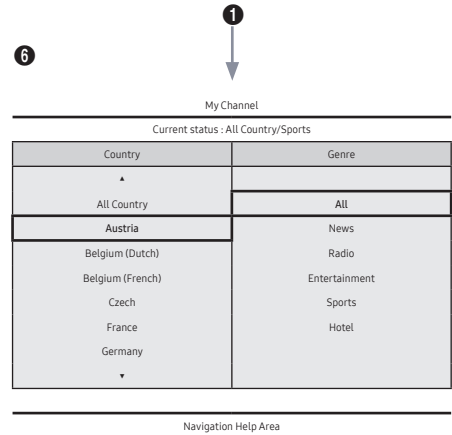 ❶
❻
My Channel
Current status : All Country/Sports
Country Genre
▲
All Country All
Austria News
Belgium (Dutch) Radio
Belgium (French) Entertainment
Czech Sports
France Hotel
Germany
▼
Navigation Help Area